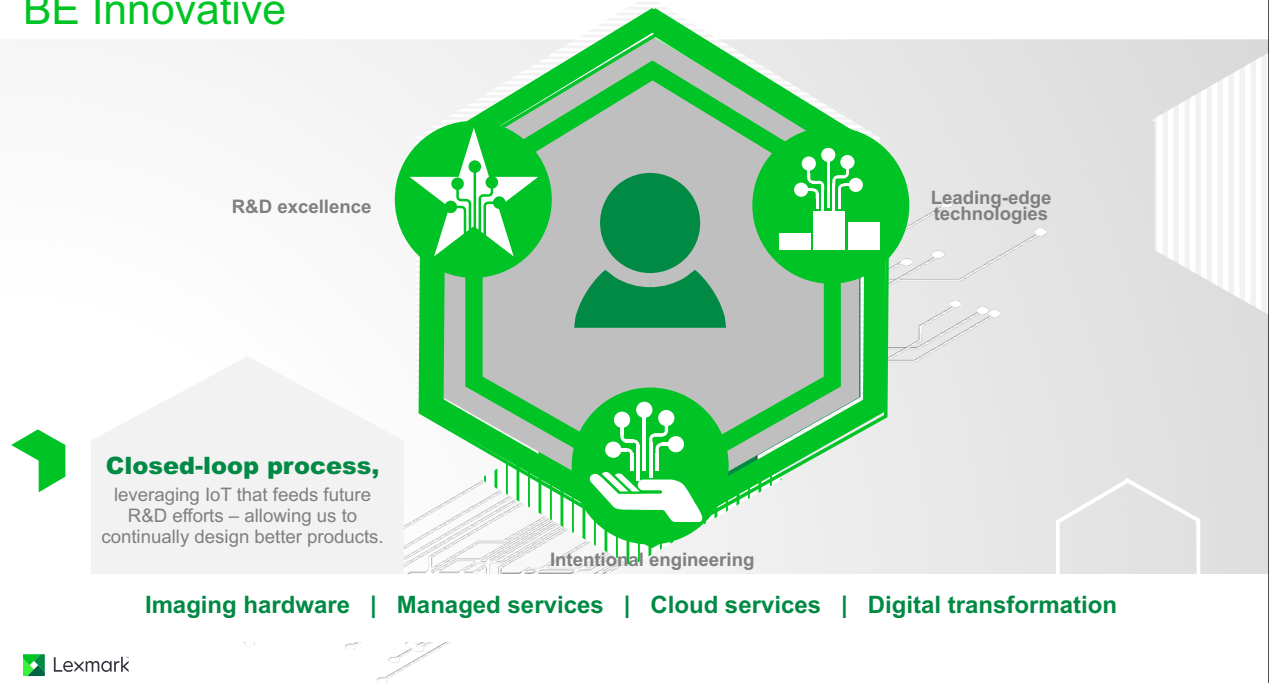 BE Innovative
R&D excellence
Leading-edge
technologies
Closed-loop process,
leveraging IoT that feeds future
R&D efforts – allowing us to
continually design better products.
Intentional engineering
Imaging hardware | Managed services | Cloud services | Digital transformation
Lexmark